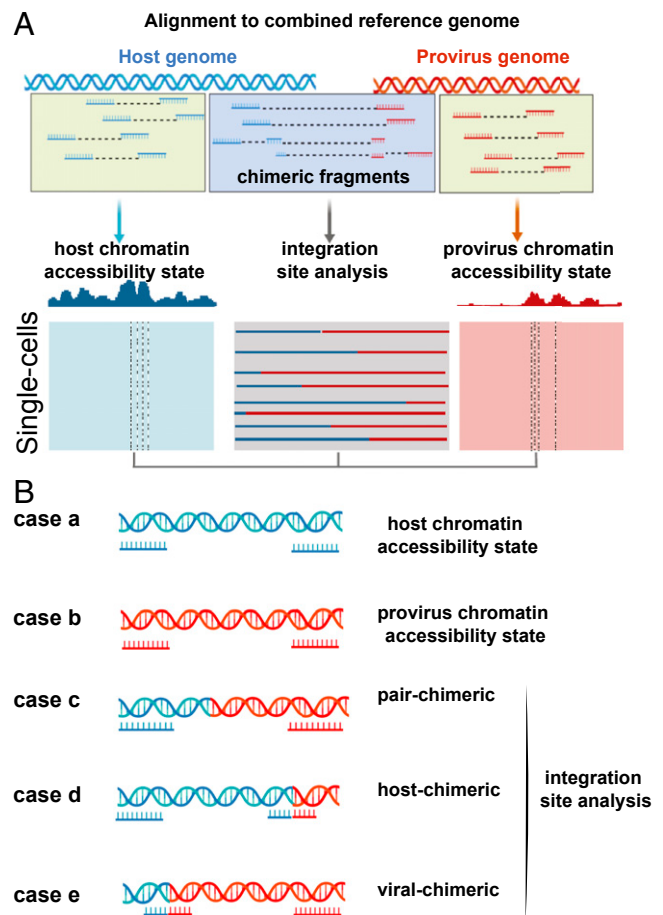 A
Alignment to combined reference genome
Host genome
Provirus genome
chimeric fragments
host chromatin
accessibility state
integration
site analysis
provirus chromatin
accessibility state
Single-cells
B
case a
host chromatin
accessibility state
case b
provirus chromatin
accessibility state
case c
pair-chimeric
case d
host-chimeric
integration
site analysis
case e
viral-chimeric